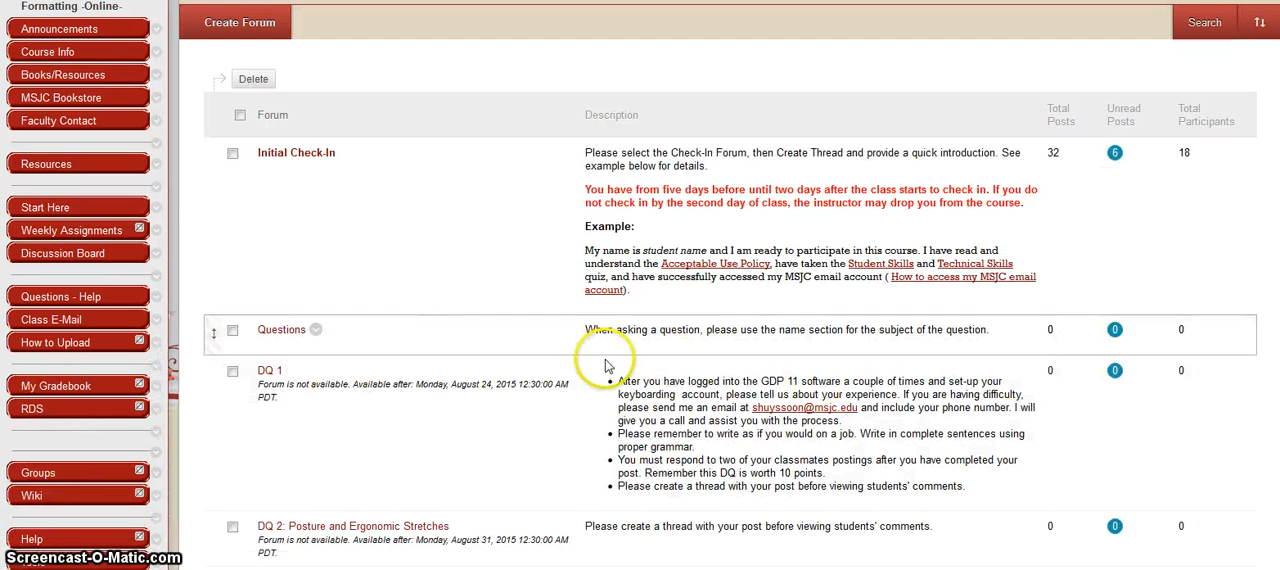 Formatting -Online-
Announcements
Course Info
Books/Resources
MSJC Bookstore
Faculty Contact
Resources
Start Here
Weekly Assignments
Discussion Board
Questions - Help
Class E-Mail
How to Upload
My Gradebook
RDS
Groups
Wiki
Help
Screencast-O-Matic.com
Create Forum
Search
Delete
Forum
Description
Total Posts
Unread Posts
Total Participants
Initial Check-In
Please select the Check-In Forum, then Create Thread and provide a quick introduction. See
example below for details.
32
6
18
You have from five days before until two days after the class starts to check in. If you do
not check in by the second day of class, the instructor may drop you from the course.
Example:
My name is student name and I am ready to participate in this course. I have read and
understand the Acceptable Use Policy, have taken the Student Skills and Technical Skills
quiz, and have successfully accessed my MSJC email account ( How to access my MSJC email
account).
Questions
When asking a question, please use the name section for the subject of the question.
0
0
0
DQ 1
Forum is not available. Available after: Monday, August 24, 2015 12:30:00 AM
PDT.
0
0
0
After you have logged into the GDP 11 software a couple of times and set-up your
keyboarding account, please tell us about your experience. If you are having difficulty,
please send me an email at shuyssoon@msjc.edu and include your phone number. I will
give you a call and assist you with the process.
Please remember to write as if you would on a job. Write in complete sentences using
proper grammar.
You must respond to two of your classmates postings after you have completed your
post. Remember this DQ is worth 10 points.
Please create a thread with your post before viewing students' comments.
DQ 2: Posture and Ergonomic Stretches
Forum is not available. Available after: Monday, August 31, 2015 12:30:00 AM
PDT.
Please create a thread with your post before viewing students' comments.
0
0
0